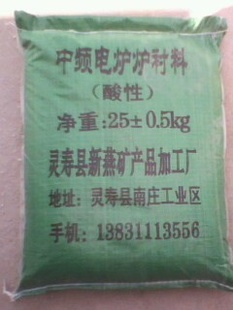 中频电炉炉衬料
（酸性）
净重：25±0.5kg
灵寿县新燕矿产品加工厂
地址：灵寿县南庄工业区
手机：13831113556